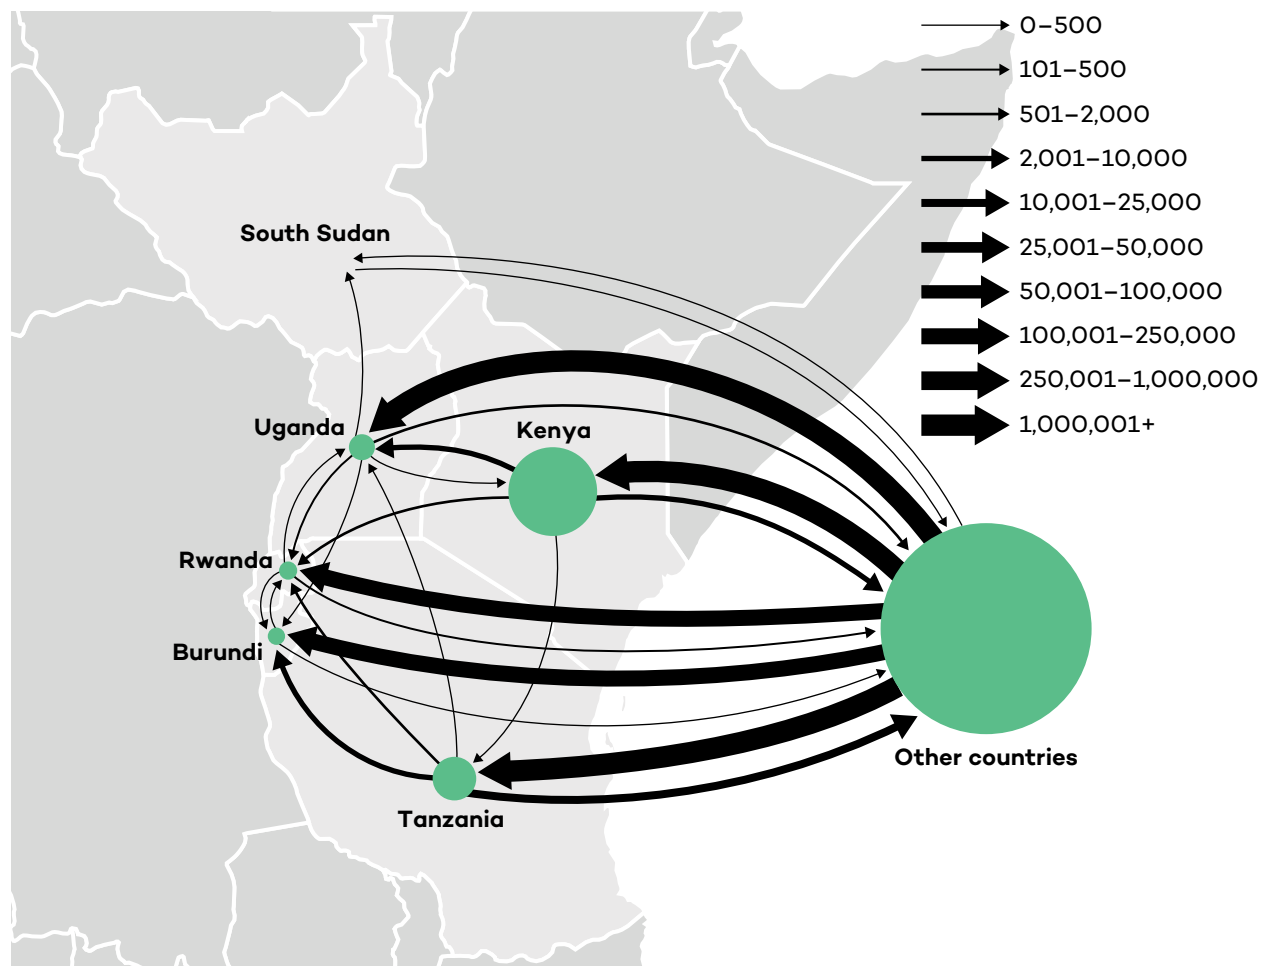 0–500
101–500
501–2,000
2,001–10,000
10,001–25,000
25,001–50,000
50,001–100,000
100,001–250,000
250,001–1,000,000
1,000,001+
South Sudan
Uganda
Kenya
Rwanda
Burundi
Other countries
Tanzania